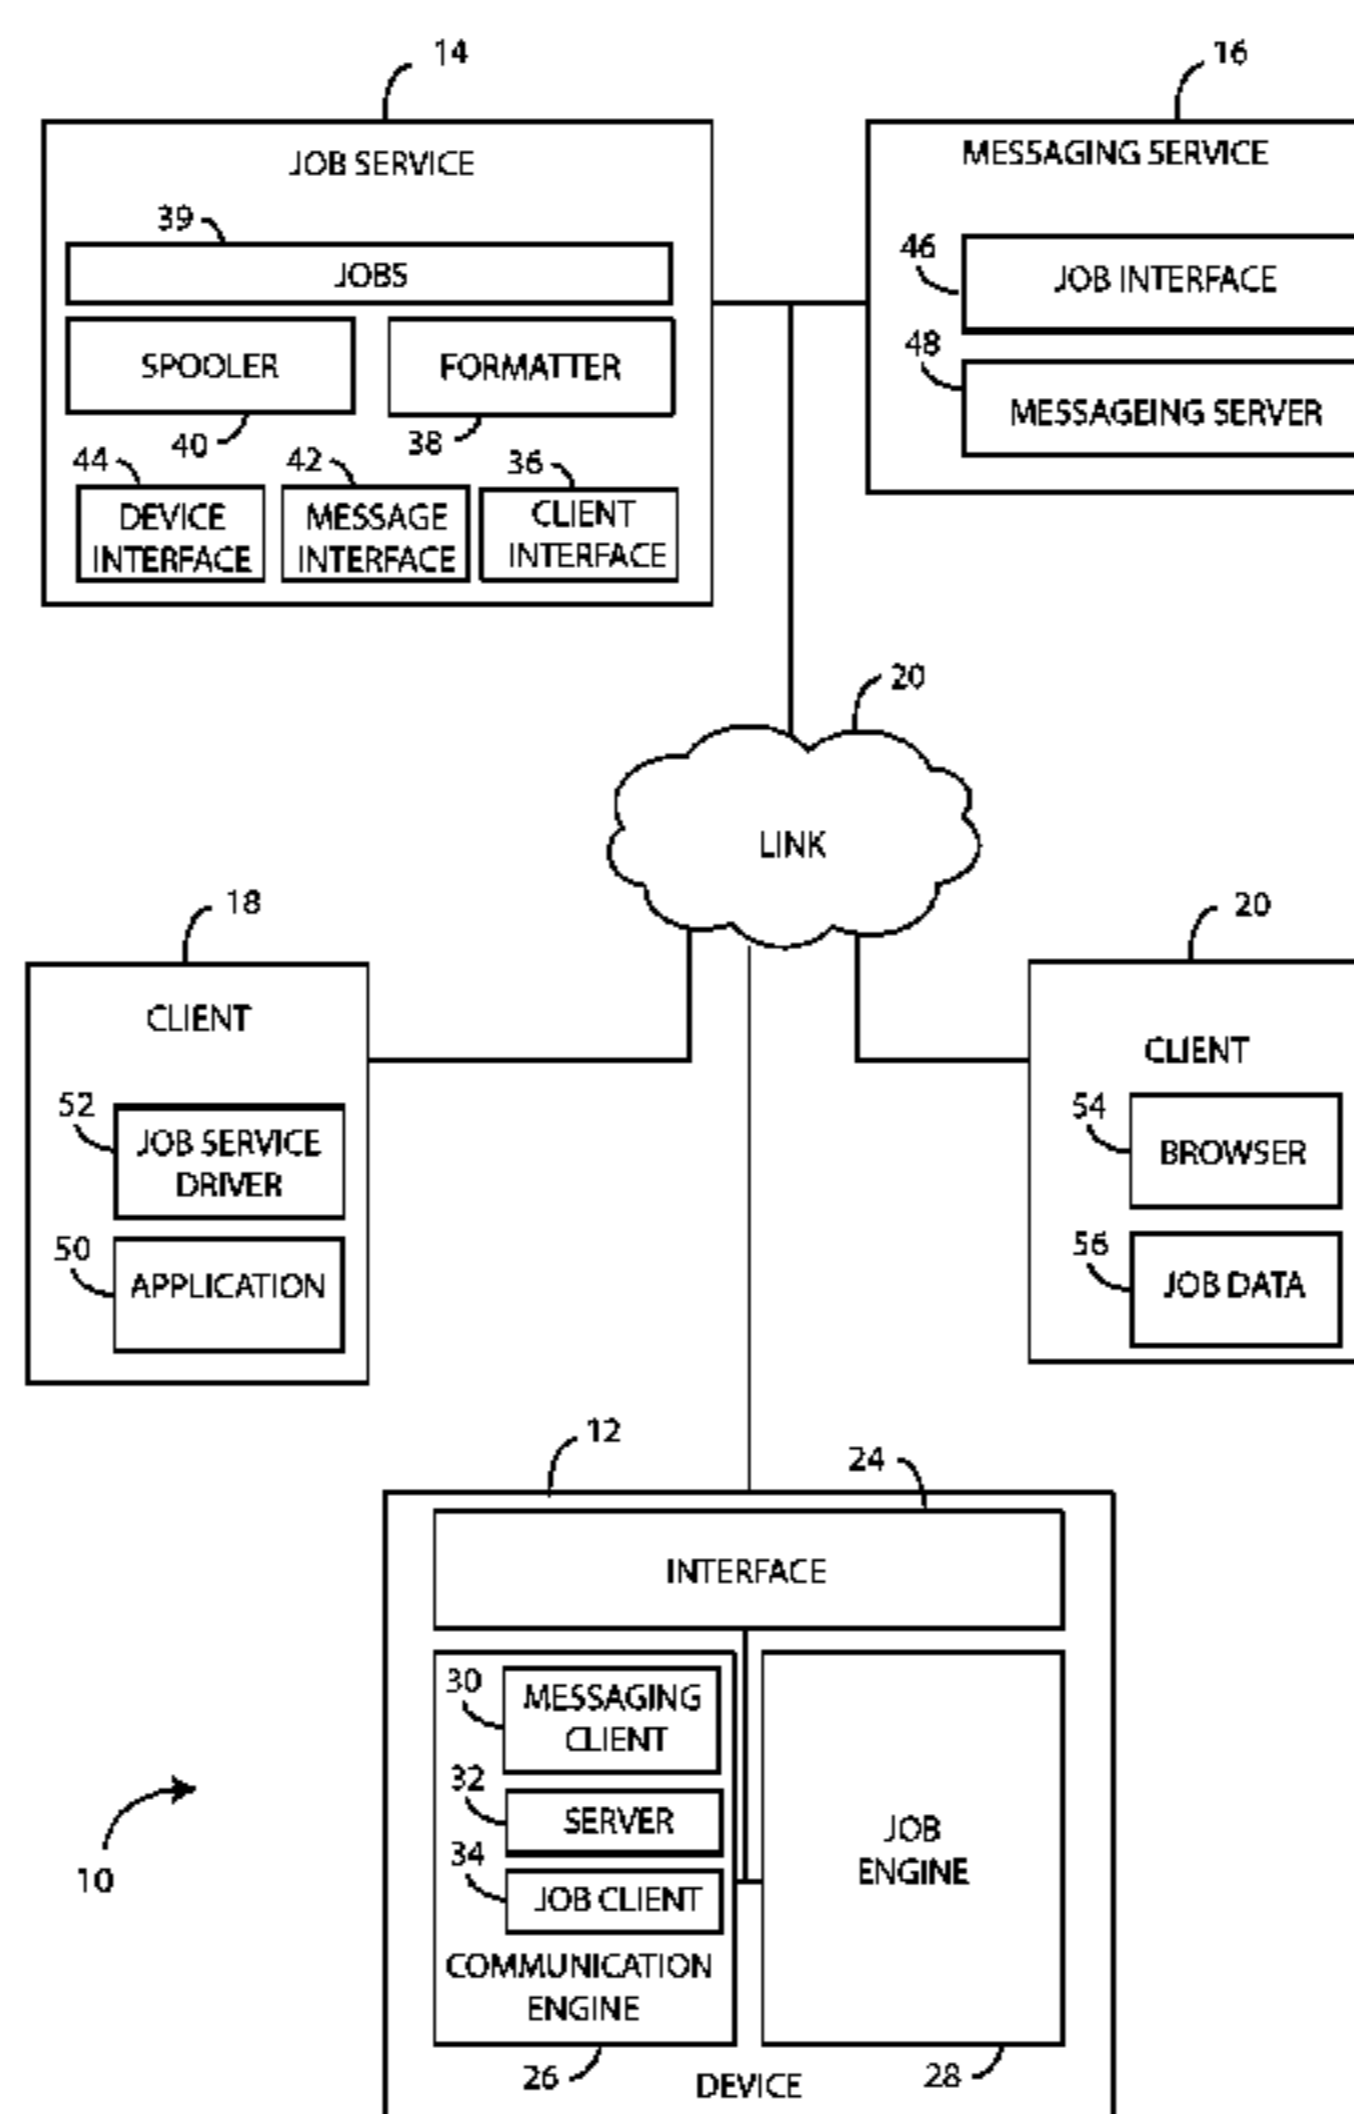 14
16
JOB SERVICE
MESSAGING SERVICE
39
JOBS
46
JOB INTERFACE
SPOOLER
FORMATTER
48
MESSAGEING SERVER
40
38
44
42
36
DEVICE
INTERFACE
MESSAGE
INTERFACE
CLIENT
INTERFACE
20
LINK
18
20
CLIENT
CLIENT
52
JOB SERVICE
DRIVER
54
BROWSER
50
APPLICATION
56
JOB DATA
12
24
INTERFACE
30
MESSAGING
CLIENT
32
SERVER
34
JOB CLIENT
COMMUNICATION
ENGINE
JOB
ENGINE
10
26
DEVICE
28